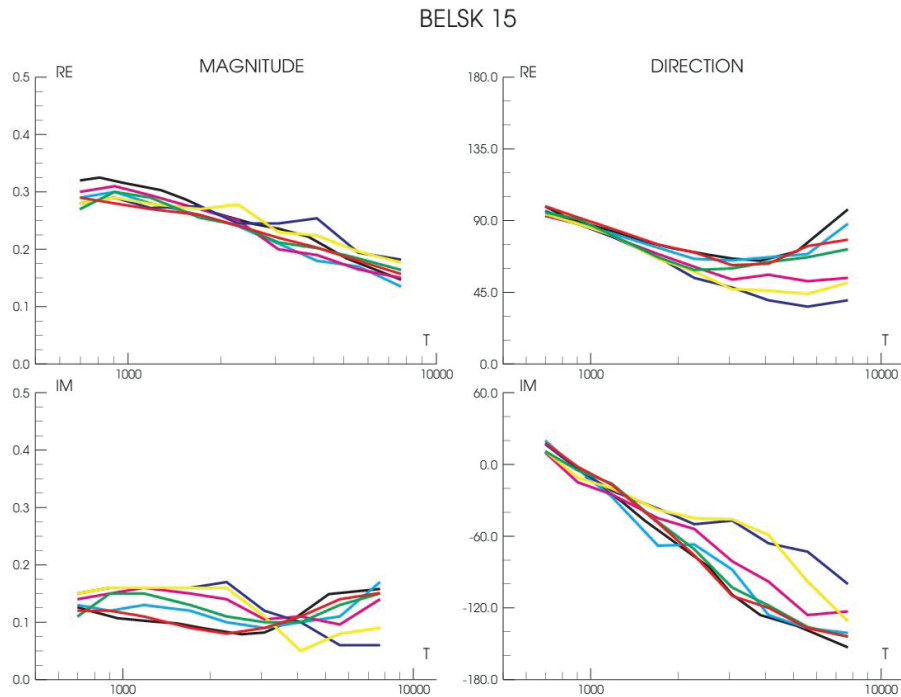 BELSK 15
MAGNITUDE
DIRECTION
0.5 RE
0.4
0.3
0.2
0.1
0.0
T
1000 10000
180.0 RE
135.0
90.0
45.0
0.0
T
1000 10000
0.5 IM
0.4
0.3
0.2
0.1
0.0
T
1000 10000
60.0 IM
0.0
-60.0
-120.0
-180.0
T
1000 10000